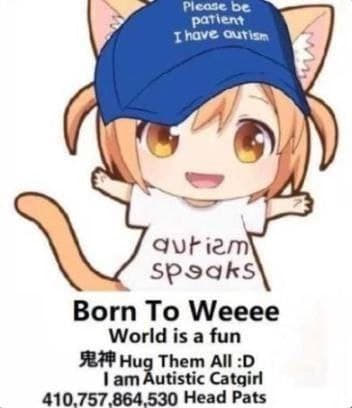 Please be
patient
I have autism
autism
speaks
Born To Weeee
World is a fun
鬼神 Hug Them All :D
I am Autistic Catgirl
410,757,864,530 Head Pats